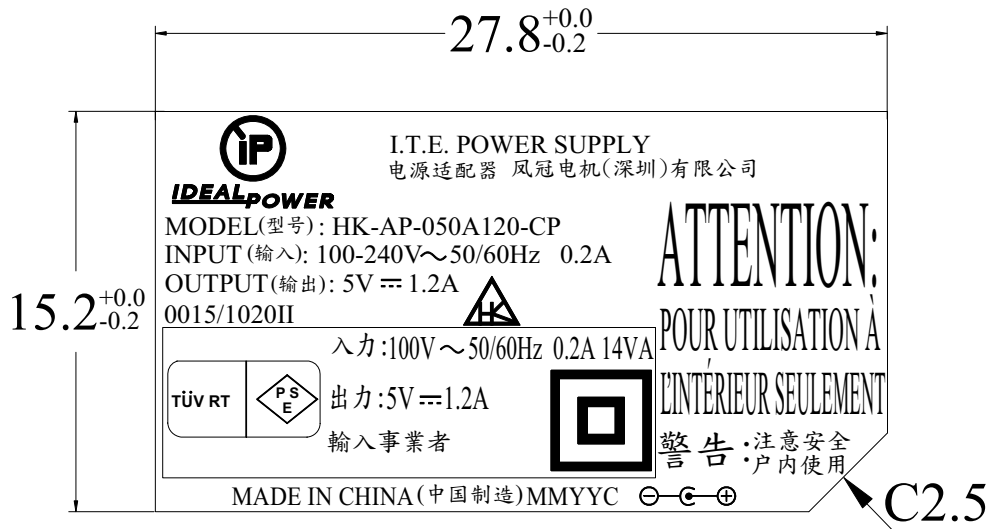 27.8 +0.0 -0.2
iP
IDEAL POWER
I.T.E. POWER SUPPLY
电源适配器 凤冠电机(深圳)有限公司
MODEL(型号): HK-AP-050A120-CP
INPUT(输入): 100-240V～50/60Hz 0.2A
OUTPUT(输出): 5V⎓1.2A
0015/1020II
HK
15.2 +0.0 -0.2
入力:100V～50/60Hz 0.2A 14VA
TÜV RT
PSE
出力:5V⎓1.2A
輸入事業者
ATTENTION:
POUR UTILISATION À
L'INTÉRIEUR SEULEMENT
警告:注意安全
户内使用
MADE IN CHINA(中国制造)MMYYC
C2.5